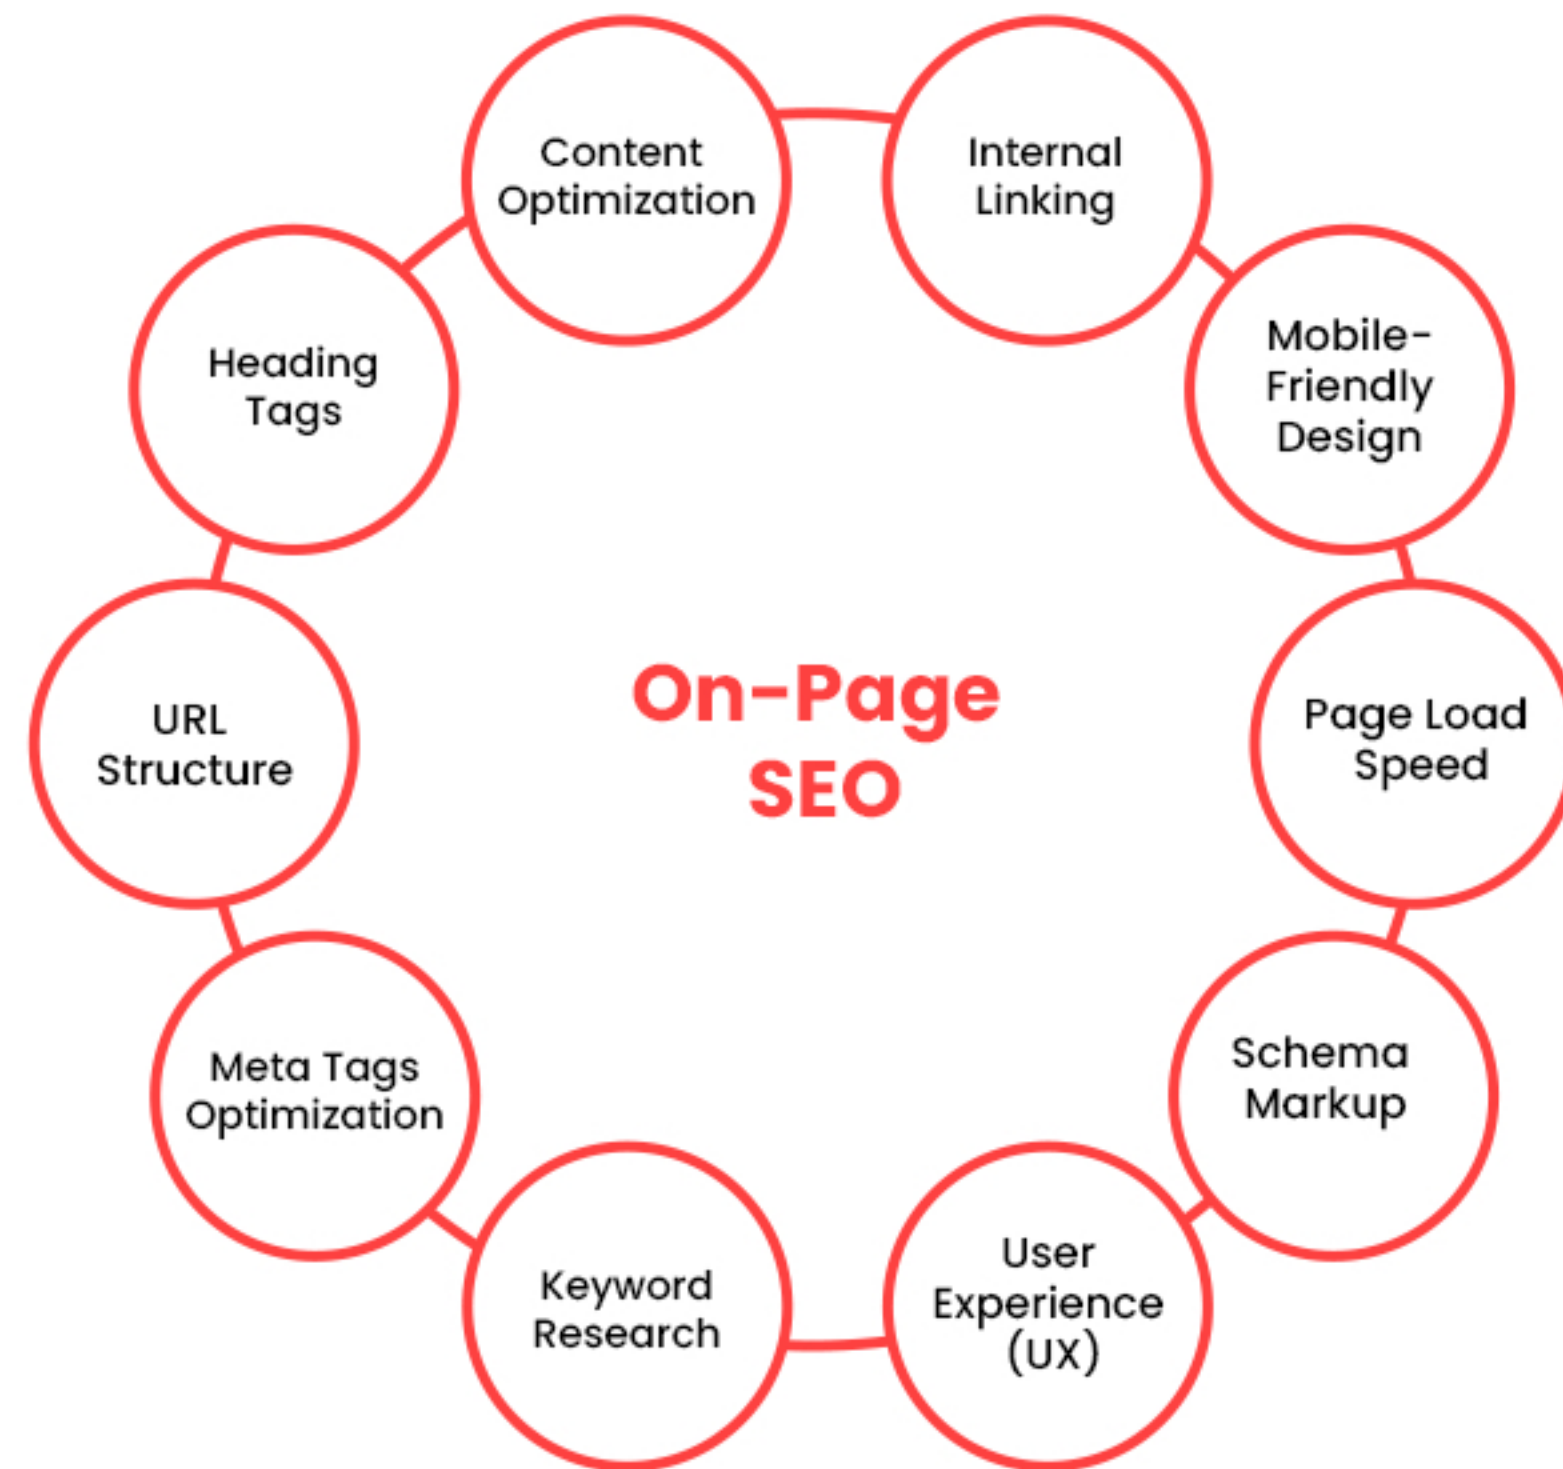 Content
Optimization
Internal
Linking
Mobile-
Friendly
Design
Page Load
Speed
Schema
Markup
User
Experience
(UX)
Keyword
Research
Meta Tags
Optimization
URL
Structure
Heading
Tags
On-Page
SEO